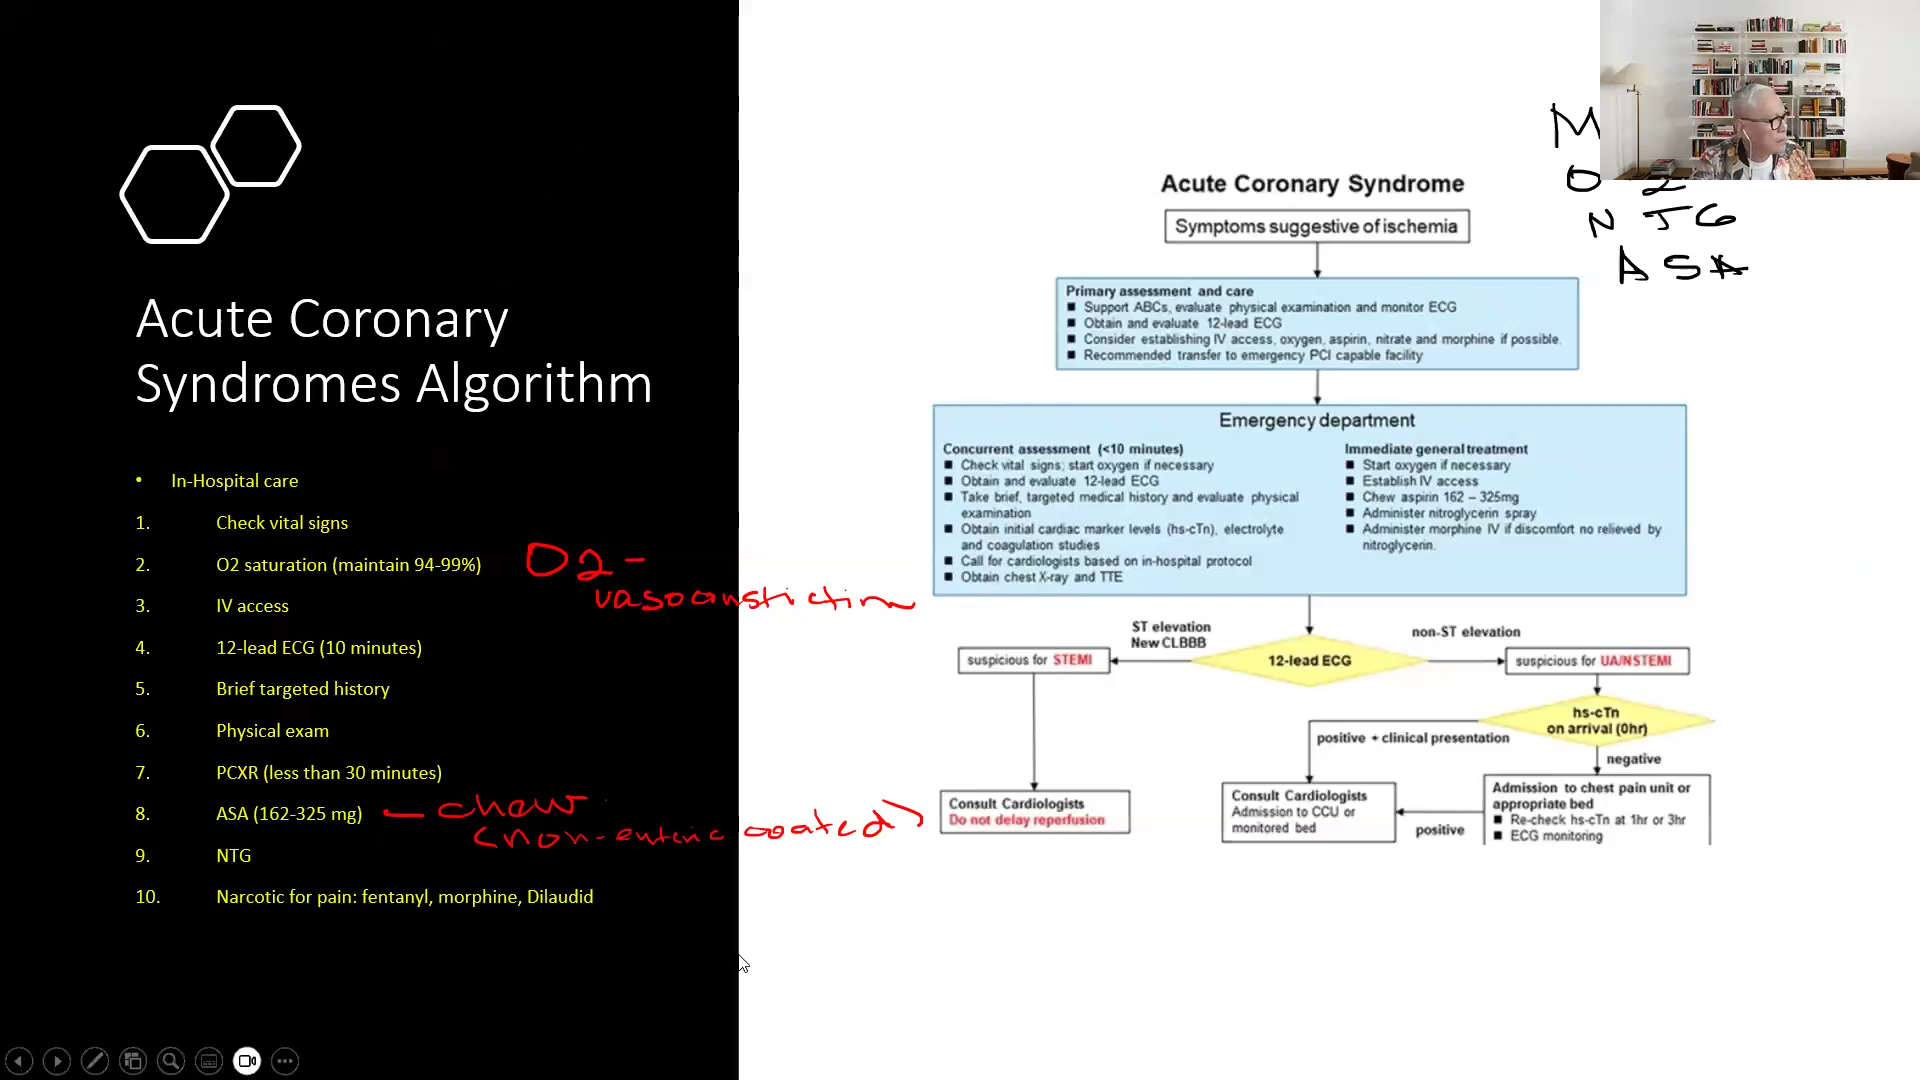 Acute Coronary
Syndromes Algorithm
• In-Hospital care
1. Check vital signs
2. O2 saturation (maintain 94-99%)
3. IV access
4. 12-lead ECG (10 minutes)
5. Brief targeted history
6. Physical exam
7. PCXR (less than 30 minutes)
8. ASA (162-325 mg)
9. NTG
10. Narcotic for pain: fentanyl, morphine, Dilaudid
O2 -
vasoconstiction
chew
(non-enteric coated)
M
O 2
NTG
ASA
Acute Coronary Syndrome
Symptoms suggestive of ischemia
Primary assessment and care
■ Support ABCs, evaluate physical examination and monitor ECG
■ Obtain and evaluate 12-lead ECG
■ Consider establishing IV access, oxygen, aspirin, nitrate and morphine if possible.
■ Recommended transfer to emergency PCI capable facility
Emergency department
Concurrent assessment (<10 minutes)
■ Check vital signs; start oxygen if necessary
■ Obtain and evaluate 12-lead ECG
■ Take brief, targeted medical history and evaluate physical
examination
■ Obtain initial cardiac marker levels (hs-cTn), electrolyte
and coagulation studies
■ Call for cardiologists based on in-hospital protocol
■ Obtain chest X-ray and TTE
Immediate general treatment
■ Start oxygen if necessary
■ Establish IV access
■ Chew aspirin 162 – 325mg
■ Administer nitroglycerin spray
■ Administer morphine IV if discomfort no relieved by
nitroglycerin.
ST elevation
New CLBBB
non-ST elevation
suspicious for STEMI
12-lead ECG
suspicious for UA/NSTEMI
hs-cTn
on arrival (0hr)
positive + clinical presentation
negative
Consult Cardiologists
Do not delay reperfusion
Consult Cardiologists
Admission to CCU or
monitored bed
positive
Admission to chest pain unit or
appropriate bed
■ Re-check hs-cTn at 1hr or 3hr
■ ECG monitoring